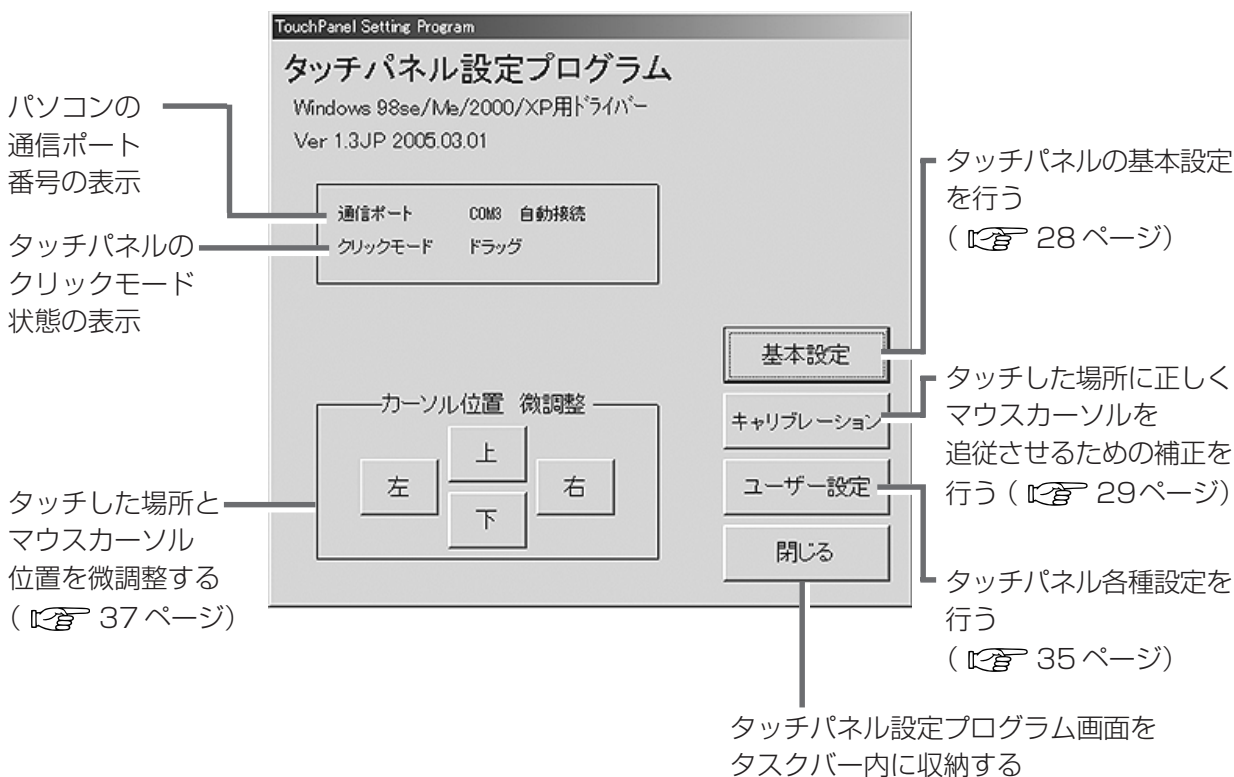 TouchPanel Setting Program
タッチパネル設定プログラム
Windows 98se/Me/2000/XP用ドライバー
Ver 1.3JP 2005.03.01
通信ポート COM3 自動接続
クリックモード ドラッグ
カーソル位置 微調整
上
左
右
下
基本設定
キャリブレーション
ユーザー設定
閉じる
パソコンの
通信ポート
番号の表示
タッチパネルの
クリックモード
状態の表示
タッチした場所と
マウスカーソル
位置を微調整する
(☞ 37 ページ)
タッチパネルの基本設定
を行う
(☞ 28 ページ)
タッチした場所に正しく
マウスカーソルを
追従させるための補正を
行う (☞ 29ページ)
タッチパネル各種設定を
行う
(☞ 35 ページ)
タッチパネル設定プログラム画面を
タスクバー内に収納する